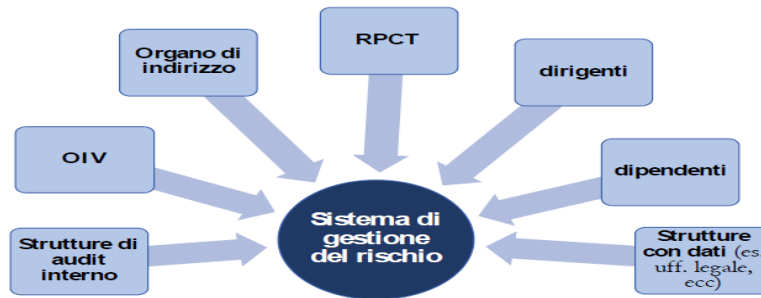 RPCT
Organo di
indirizzo
dirigenti
OIV
dipendenti
Sistema di
gestione
del rischio
Strutture di
audit interno
Strutture
con dati (es.
uff. legale,
ecc)